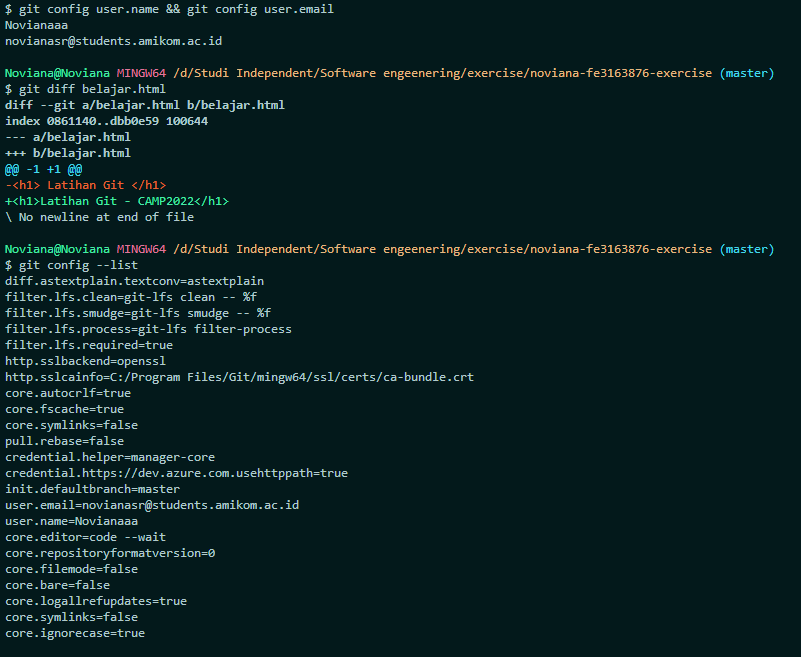 $ git config user.name && git config user.email
Novianaaa
novianasr@students.amikom.ac.id
Noviana@Noviana MINGW64 /d/Studi Independent/Software engeenering/exercise/noviana-fe3163876-exercise (master)
$ git diff belajar.html
diff --git a/belajar.html b/belajar.html
index 0861140..dbb0e59 100644
--- a/belajar.html
+++ b/belajar.html
@@ -1 +1 @@
-<h1> Latihan Git </h1>
+<h1>Latihan Git - CAMP2022</h1>
\ No newline at end of file
Noviana@Noviana MINGW64 /d/Studi Independent/Software engeenering/exercise/noviana-fe3163876-exercise (master)
$ git config --list
diff.astextplain.textconv=astextplain
filter.lfs.clean=git-lfs clean -- %f
filter.lfs.smudge=git-lfs smudge -- %f
filter.lfs.process=git-lfs filter-process
filter.lfs.required=true
http.sslbackend=openssl
http.sslcainfo=C:/Program Files/Git/mingw64/ssl/certs/ca-bundle.crt
core.autocrlf=true
core.fscache=true
core.symlinks=false
pull.rebase=false
credential.helper=manager-core
credential.https://dev.azure.com.usehttppath=true
init.defaultbranch=master
user.email=novianasr@students.amikom.ac.id
user.name=Novianaaa
core.editor=code --wait
core.repositoryformatversion=0
core.filemode=false
core.bare=false
core.logallrefupdates=true
core.symlinks=false
core.ignorecase=true